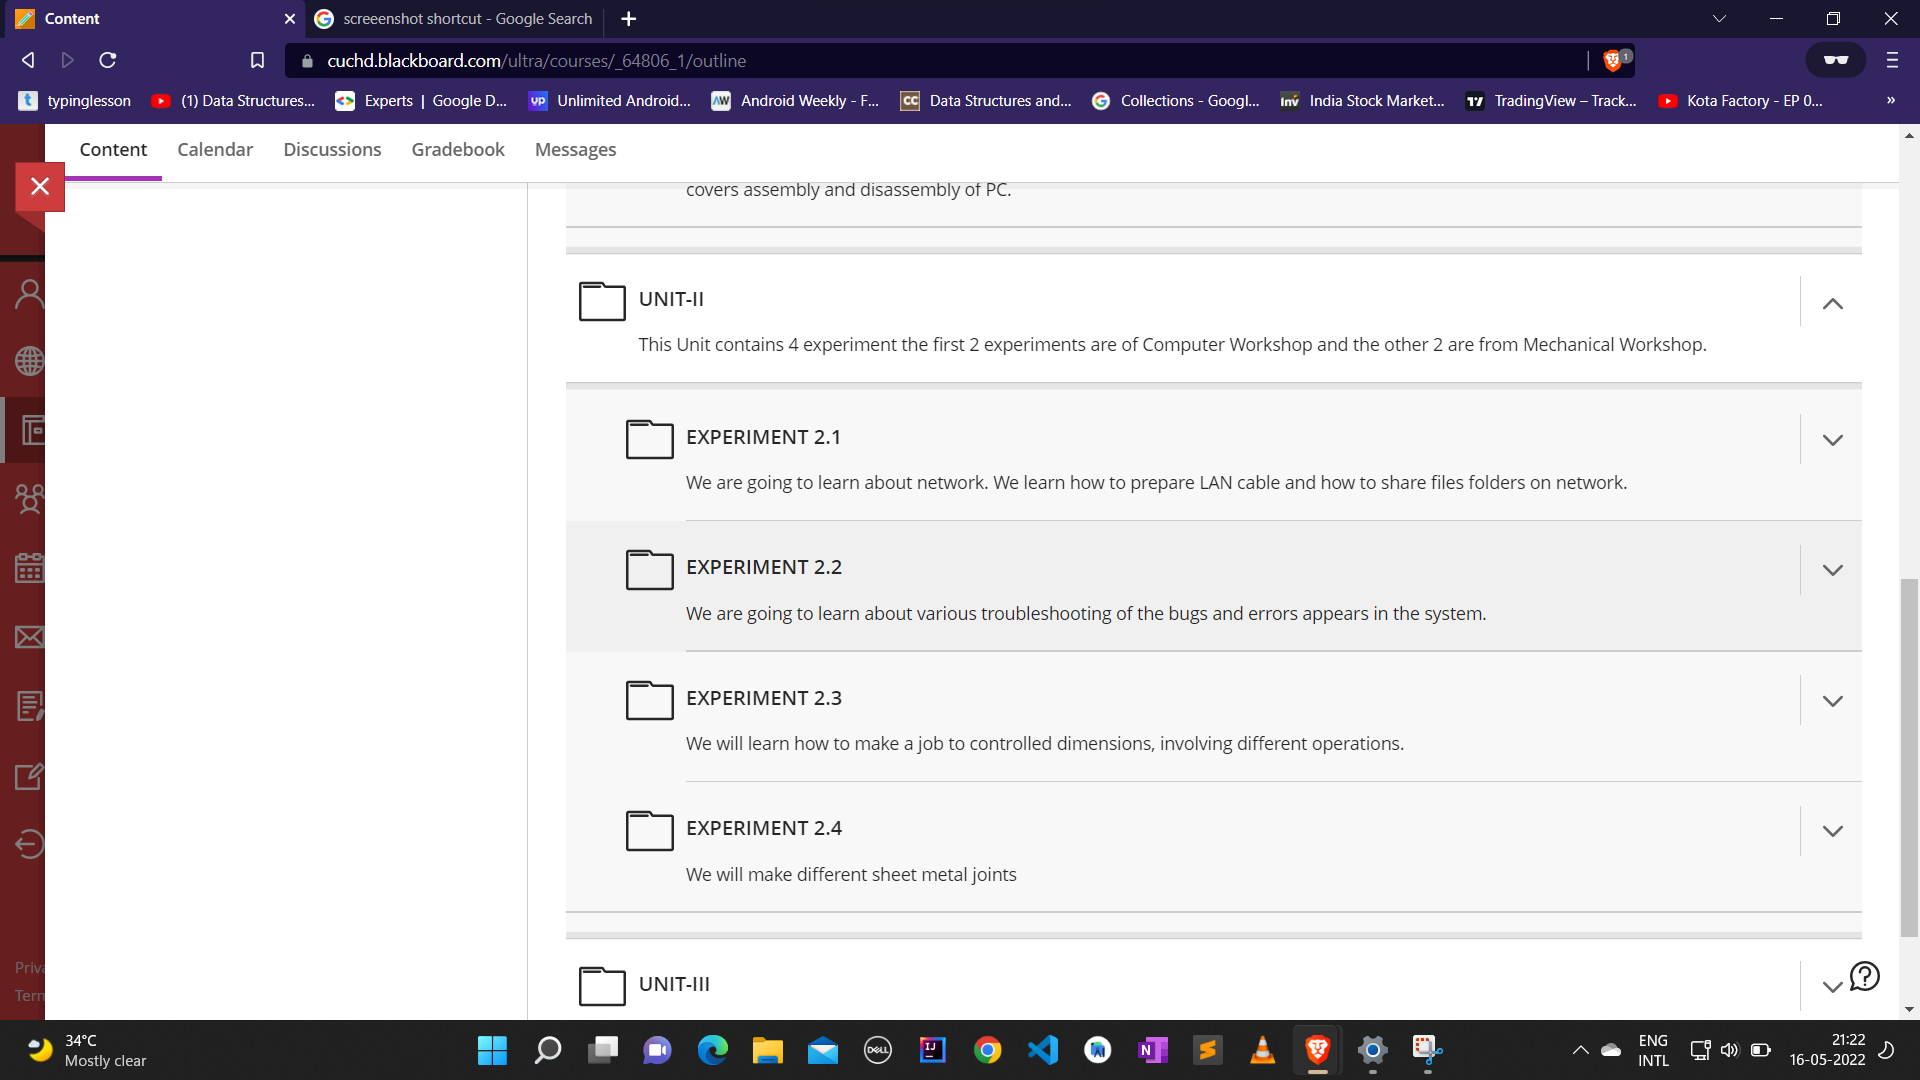 Content
screeenshot shortcut - Google Search
cuchd.blackboard.com/ultra/courses/_64806_1/outline
1
typinglesson
(1) Data Structures...
Experts | Google D...
Unlimited Android...
Android Weekly - F...
Data Structures and...
Collections - Googl...
India Stock Market...
TradingView – Track...
Kota Factory - EP 0...
Content
Calendar
Discussions
Gradebook
Messages
covers assembly and disassembly of PC.
UNIT-II
This Unit contains 4 experiment the first 2 experiments are of Computer Workshop and the other 2 are from Mechanical Workshop.
EXPERIMENT 2.1
We are going to learn about network. We learn how to prepare LAN cable and how to share files folders on network.
EXPERIMENT 2.2
We are going to learn about various troubleshooting of the bugs and errors appears in the system.
EXPERIMENT 2.3
We will learn how to make a job to controlled dimensions, involving different operations.
EXPERIMENT 2.4
We will make different sheet metal joints
UNIT-III
Priva
Tern
34°C
Mostly clear
ENG
INTL
21:22
16-05-2022